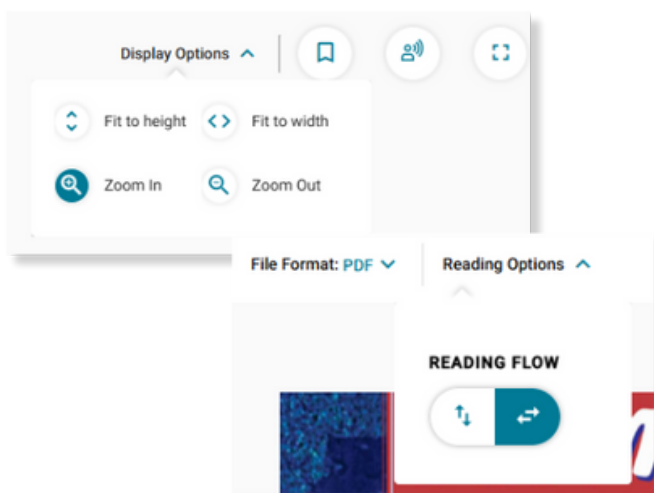 Display Options
Fit to height Fit to width
Zoom In Zoom Out
File Format: PDF Reading Options
READING FLOW